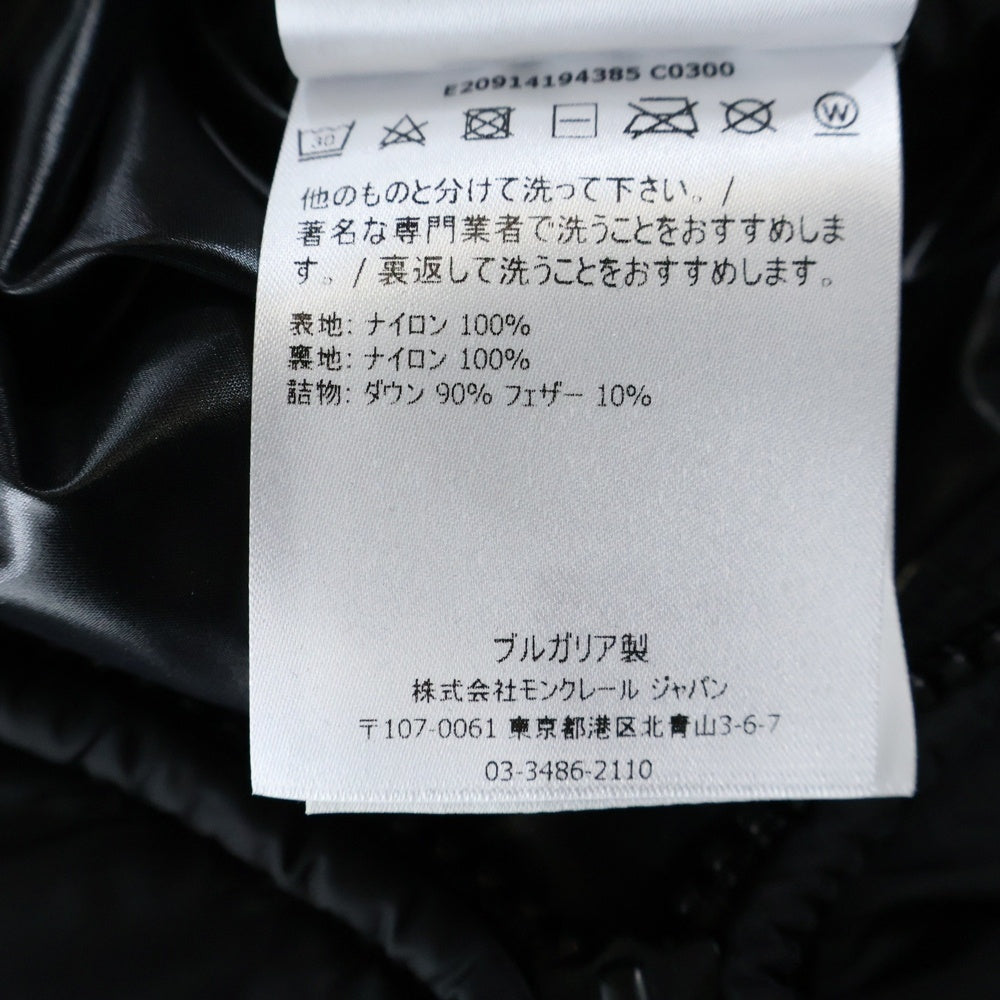 E20914194385 C0300
30 W
他のものと分けて洗って下さい。/
著名な専門業者で洗うことをおすすめしま
す。/ 裏返して洗うことをおすすめします。
表地: ナイロン 100%
裏地: ナイロン 100%
詰物: ダウン 90% フェザー 10%
ブルガリア製
株式会社モンクレール ジャパン
〒107-0061 東京都港区北青山3-6-7
03-3486-2110